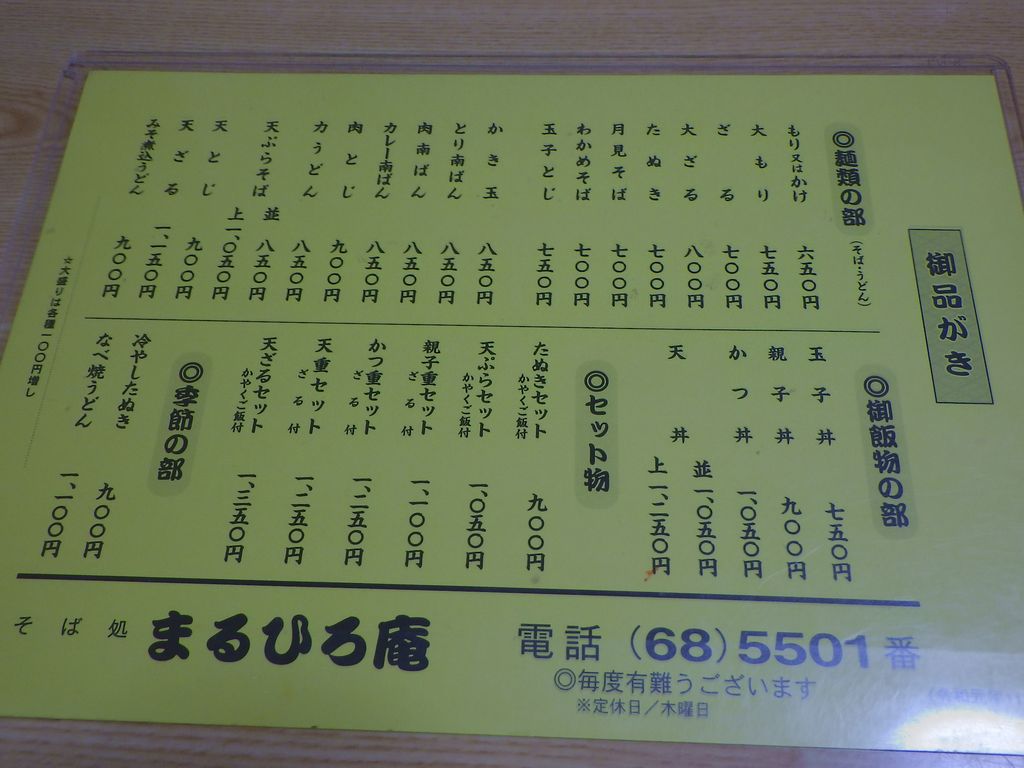 御品がき
◎麺類の部(そば・うどん)
もり又はかけ 六五〇円
大もり 七五〇円
ざる 七〇〇円
大ざる 八〇〇円
たぬき 七〇〇円
月見そば 七〇〇円
わかめそば 七〇〇円
玉子とじ 七五〇円
かき玉 八五〇円
とり南ばん 八五〇円
肉南ばん 八五〇円
カレー南ばん 八五〇円
肉とじ 九〇〇円
力うどん 八五〇円
天ぷらそば 並 八五〇円
上一、〇五〇円
天とじ 九〇〇円
天ざる 一、一五〇円
みそ煮込うどん 九〇〇円
☆大盛りは各種一〇〇円増し
◎御飯物の部
玉子丼 七五〇円
親子丼 九〇〇円
かつ丼 一、〇五〇円
天丼 並一、〇五〇円
上一、二五〇円
◎セット物
たぬきセット 九〇〇円
かやくご飯付
天ぷらセット 一、〇五〇円
かやくご飯付
親子重セット 一、一〇〇円
ざる付
かつ重セット 一、二五〇円
ざる付
天重セット 一、二五〇円
ざる付
天ざるセット 一、三五〇円
かやくご飯付
◎季節の部
冷やしたぬき 九〇〇円
なべ焼うどん 一、一〇〇円
そば処 まるひろ庵
電話(68)5501番
◎毎度有難うございます
※定休日/木曜日